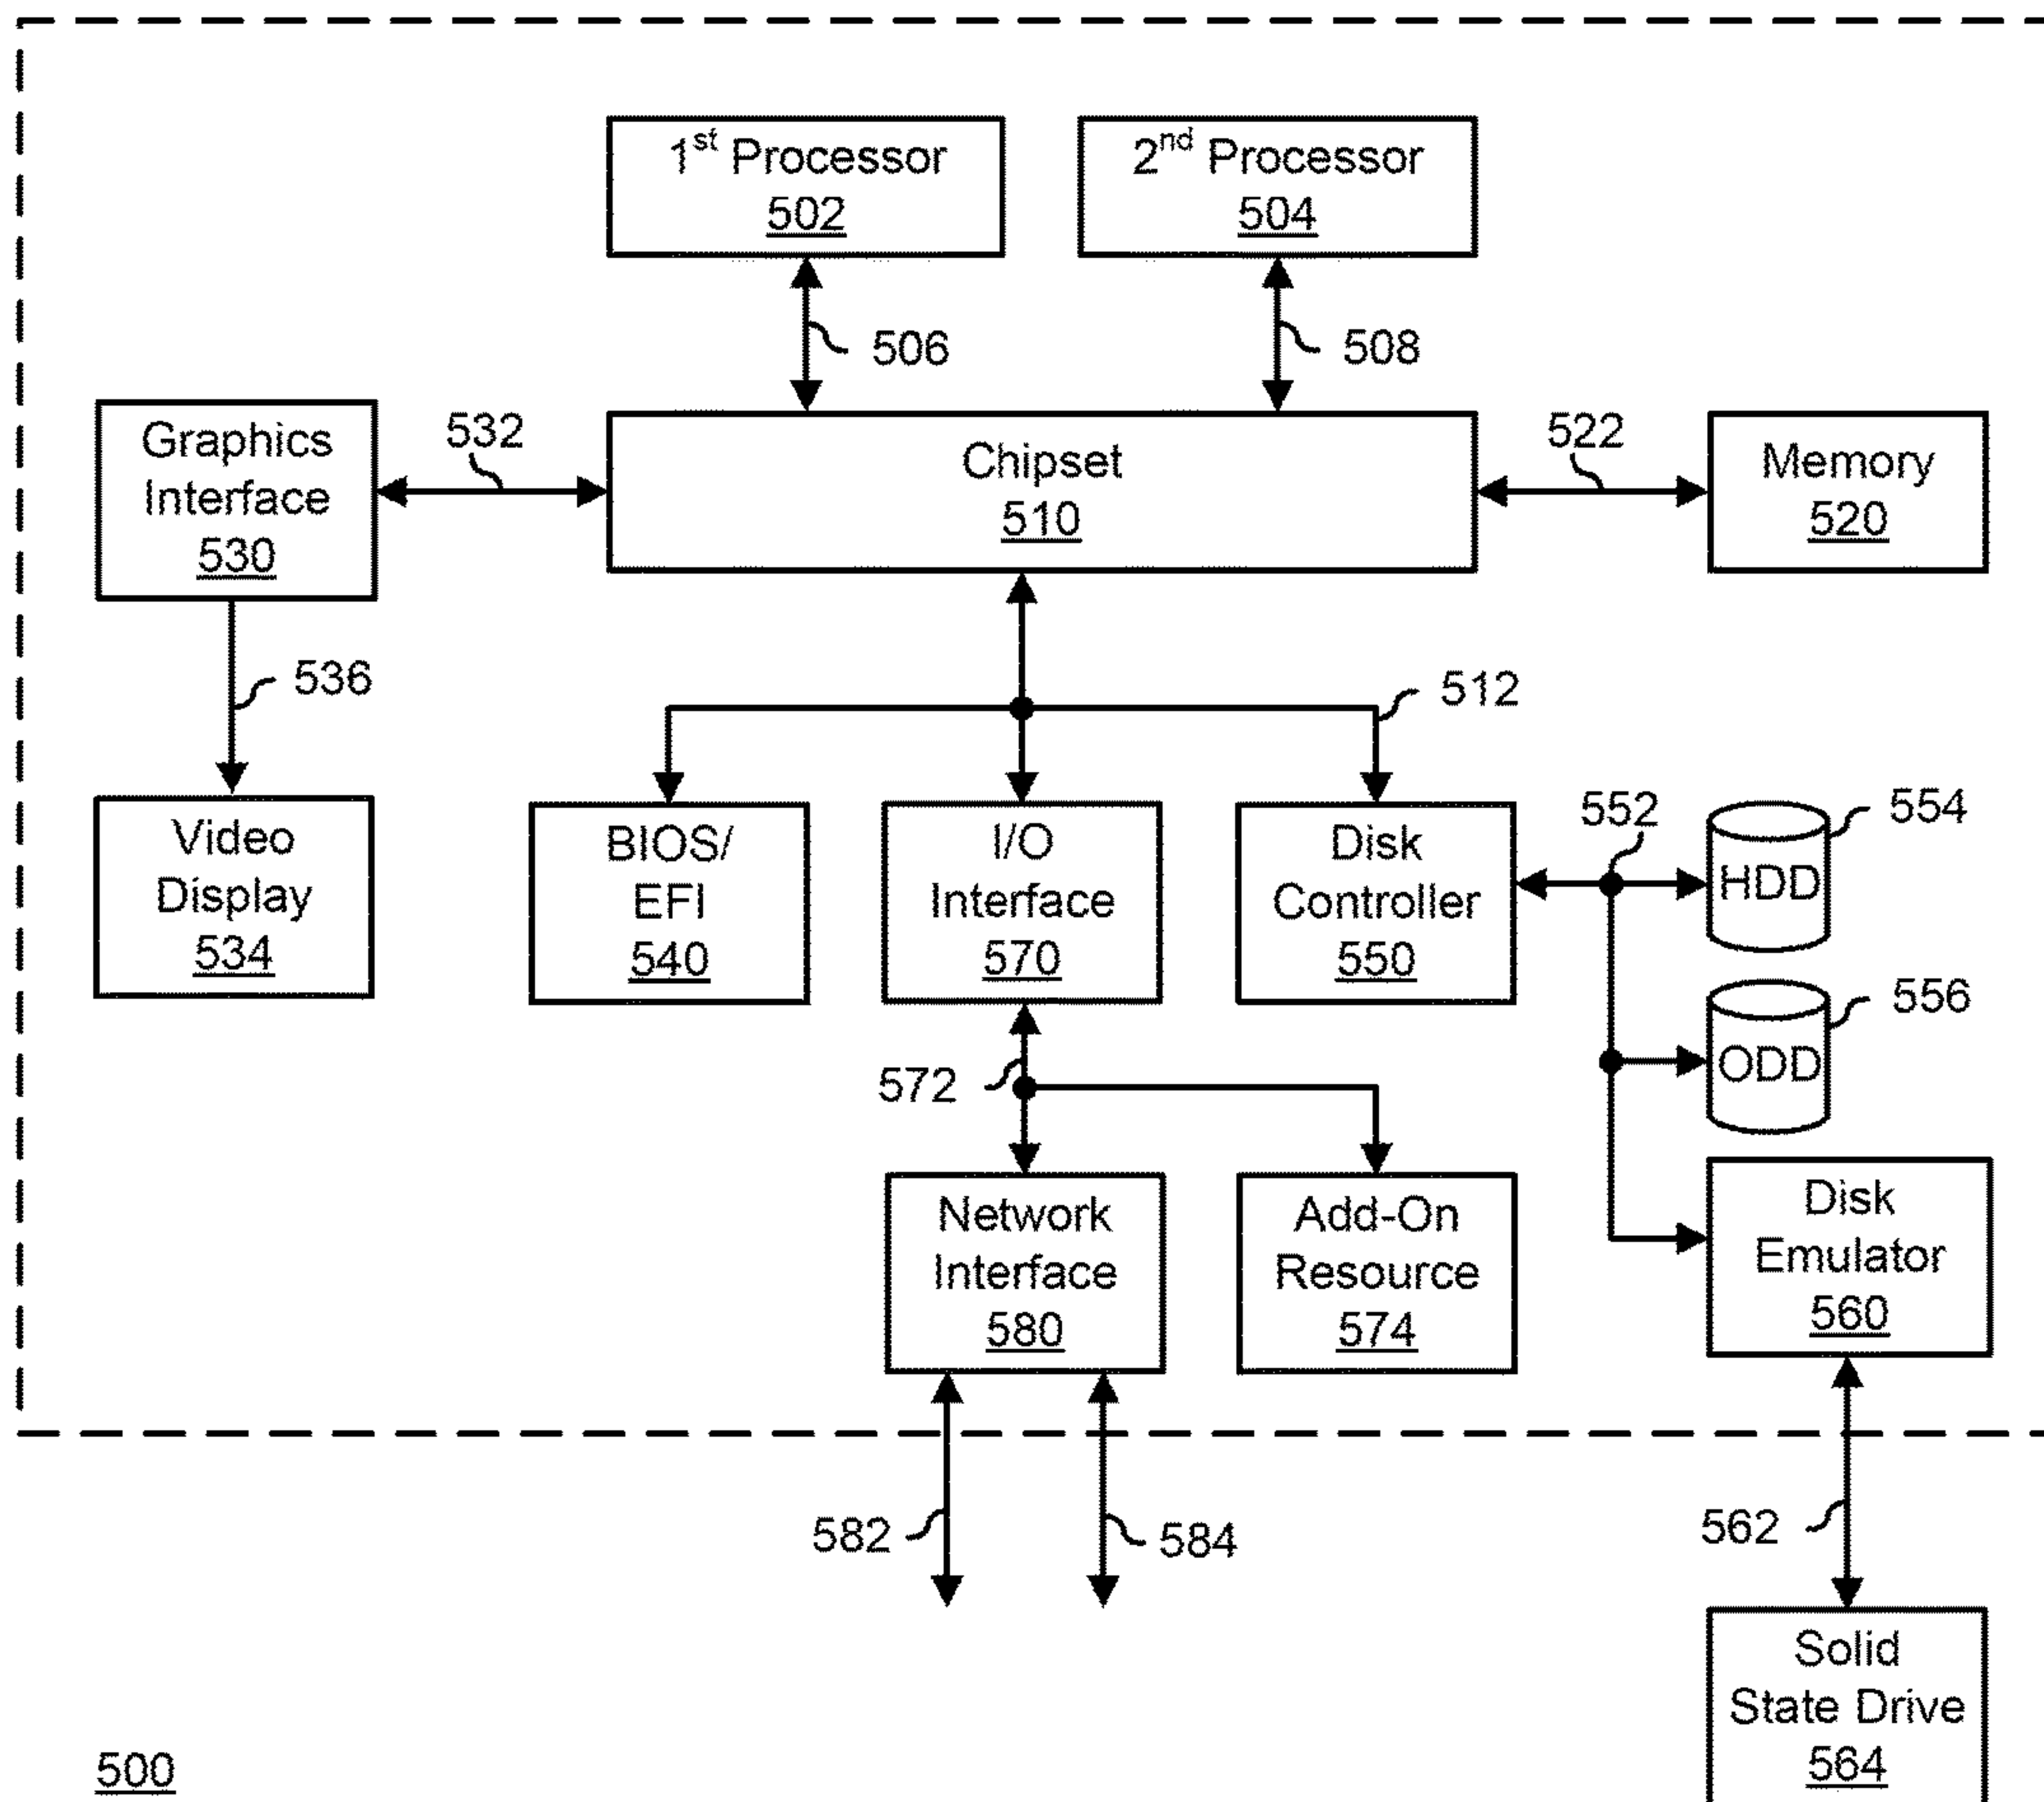 1st Processor
502
2nd Processor
504
506
508
Graphics
Interface
530
532
Chipset
510
522
Memory
520
536
512
Video
Display
534
BIOS/
EFI
540
I/O
Interface
570
Disk
Controller
550
552
HDD
554
ODD
556
572
Network
Interface
580
Add-On
Resource
574
Disk
Emulator
560
582
584
562
Solid
State Drive
564
500